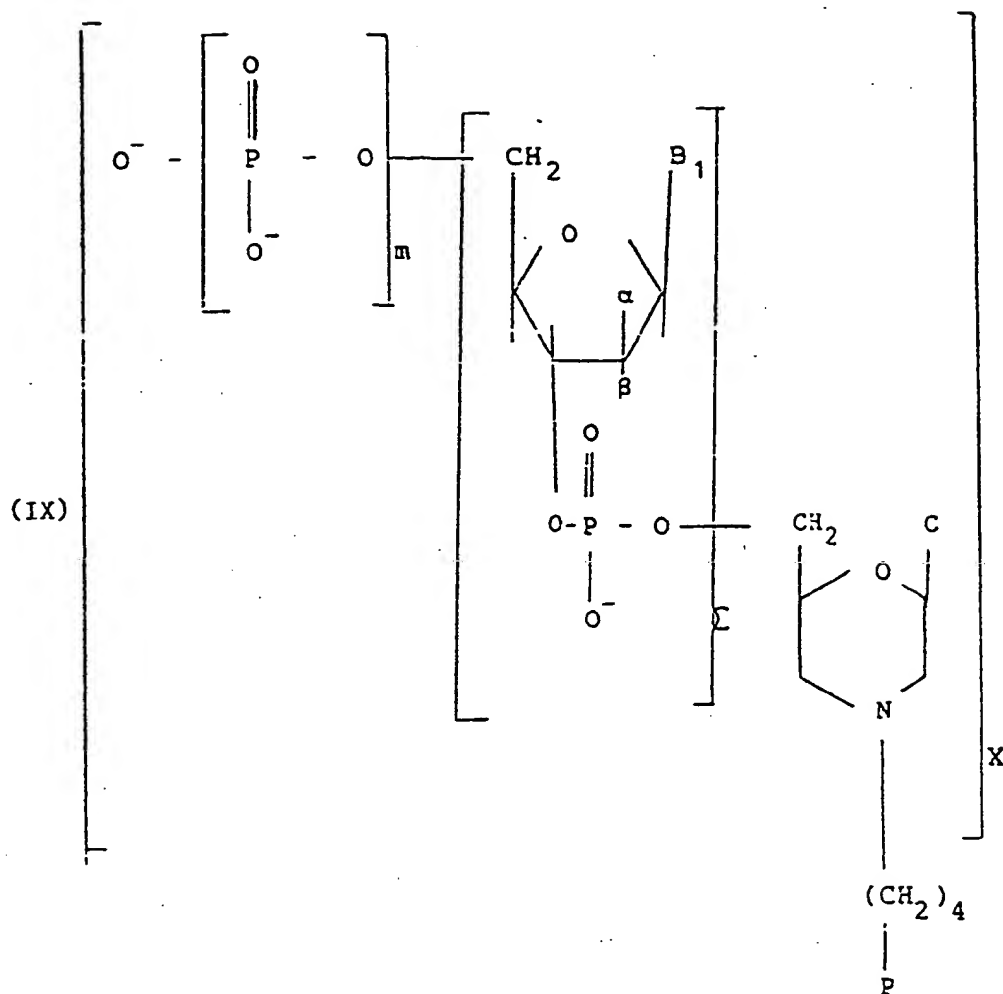 O
O⁻ - P - O CH₂ B₁
O⁻ m
O
α
β
O
(IX)
O-P - O CH₂ C
O
O⁻ Σ
N
X
(CH₂)₄
P